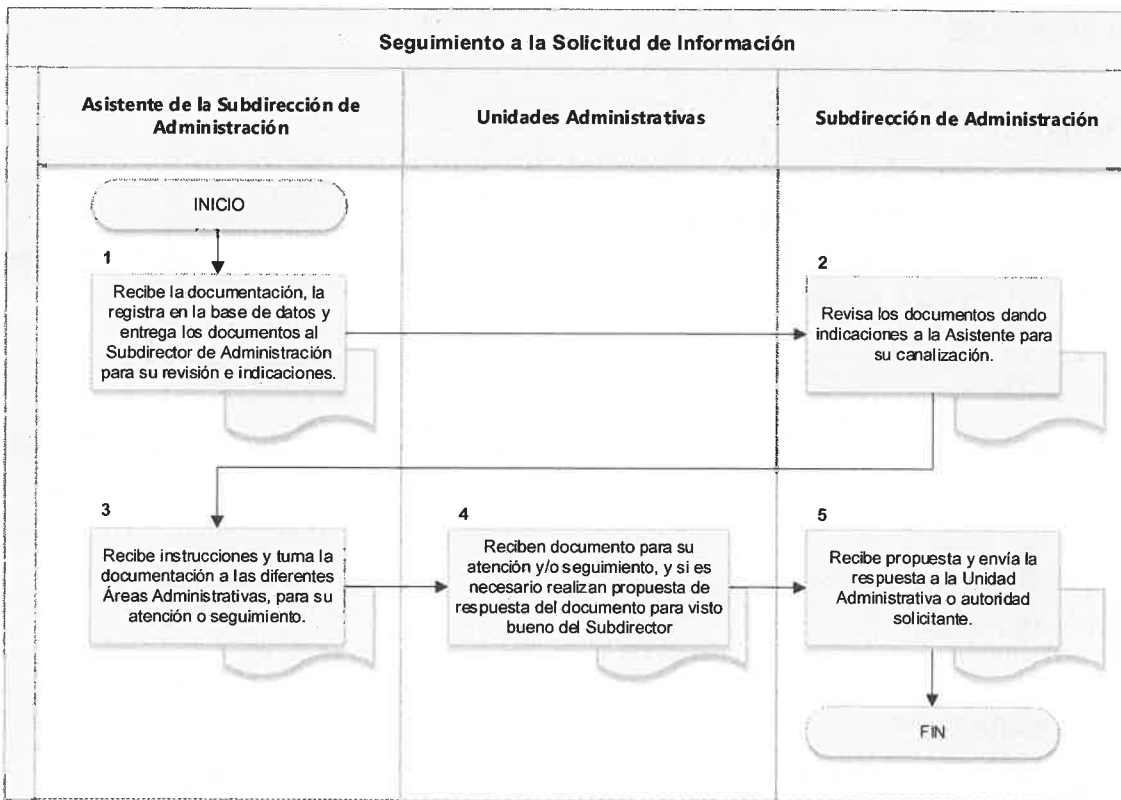 Seguimiento a la Solicitud de Información
Asistente de la Subdirección de
Administración
Unidades Administrativas
Subdirección de Administración
INICIO
1
Recibe la documentación, la
registra en la base de datos y
entrega los documentos al
Subdirector de Administración
para su revisión e indicaciones.
2
Revisa los documentos dando
indicaciones a la Asistente para
su canalización.
3
Recibe instrucciones y turna la
documentación a las diferentes
Áreas Administrativas, para su
atención o seguimiento.
4
Reciben documento para su
atención y/o seguimiento, y si es
necesario realizan propuesta de
respuesta del documento para visto
bueno del Subdirector
5
Recibe propuesta y envía la
respuesta a la Unidad
Administrativa o autoridad
solicitante.
FIN